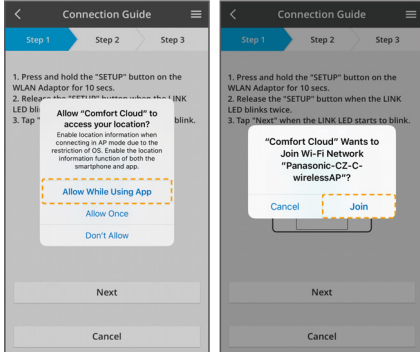 Connection Guide
Step 1
Step 2
Step 3
1. Press and hold the "SETUP" button on the
WLAN Adaptor for 10 secs.
2. Release the "SETUP" button when the LINK
LED bli
3. Tap "
blink.
Allow “Comfort Cloud” to
access your location?
Enable location information when
connecting in AP mode due to the
restriction of OS. Enable the location
information function of both the
smartphone and app.
Allow While Using App
Allow Once
Don’t Allow
Next
Cancel
Connection Guide
Step 1
Step 2
Step 3
1. Press and hold the "SETUP" button on the
WLAN Adaptor for 10 secs.
2. Release the "SETUP" button when the LINK
LED blinks twice.
3. Tap "Next" when the LINK LED starts to blink.
“Comfort Cloud” Wants to
Join Wi-Fi Network
“Panasonic-CZ-C-
wirelessAP”?
Cancel
Join
Next
Cancel